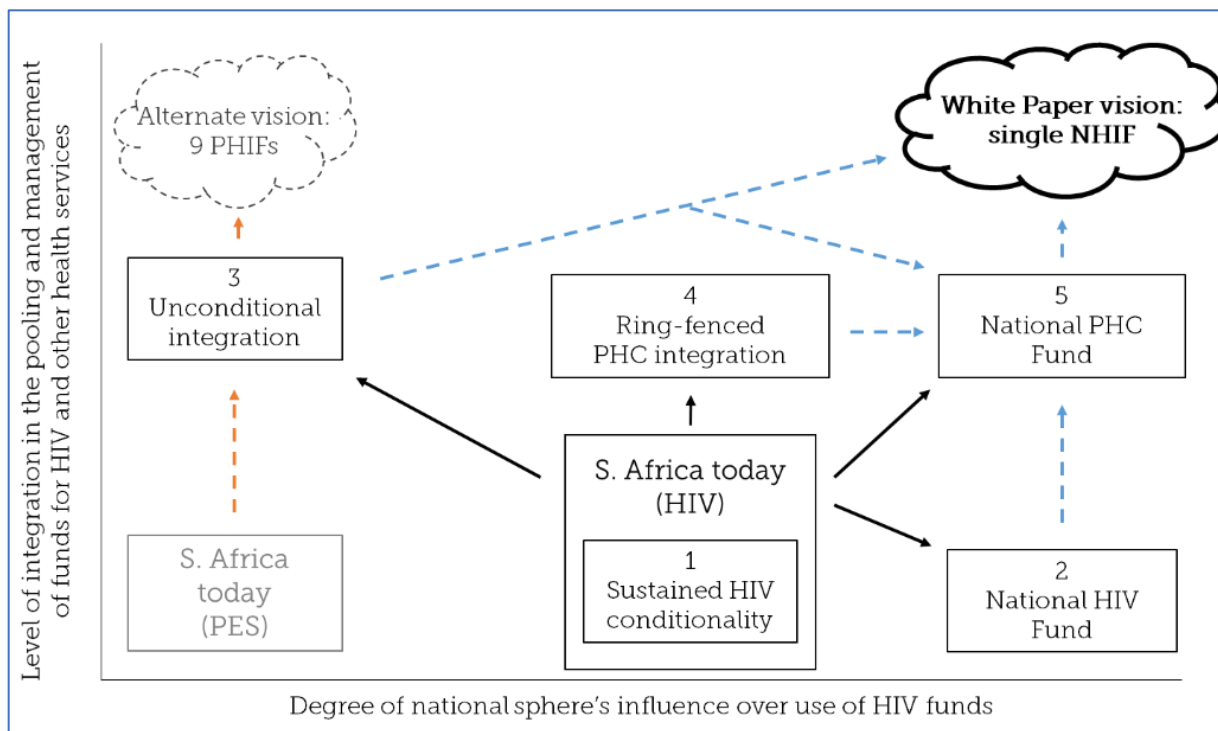 Level of integration in the pooling and management
of funds for HIV and other health services
Alternate vision:
9 PHIFs
White Paper vision:
single NHIF
3
Unconditional
integration
4
Ring-fenced
PHC integration
5
National PHC
Fund
S. Africa today
(HIV)
1
Sustained HIV
conditionality
S. Africa
today
(PES)
2
National HIV
Fund
Degree of national sphere’s influence over use of HIV funds